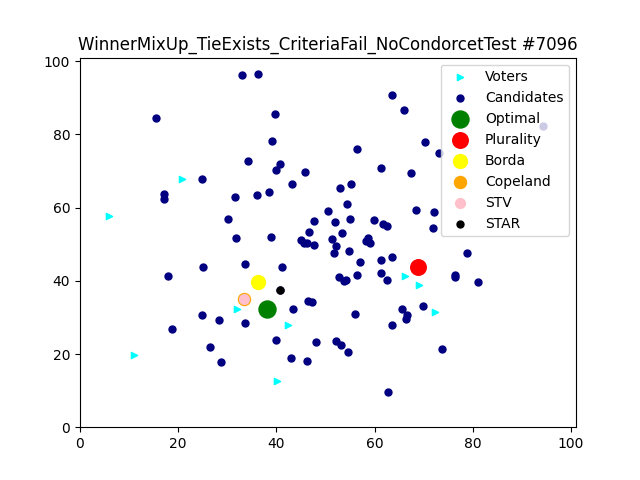 WinnerMixUp_TieExists_CriteriaFail_NoCondorcetTest #7096
100
80
60
40
20
0
0 20 40 60 80 100
Voters
Candidates
Optimal
Plurality
Borda
Copeland
STV
STAR